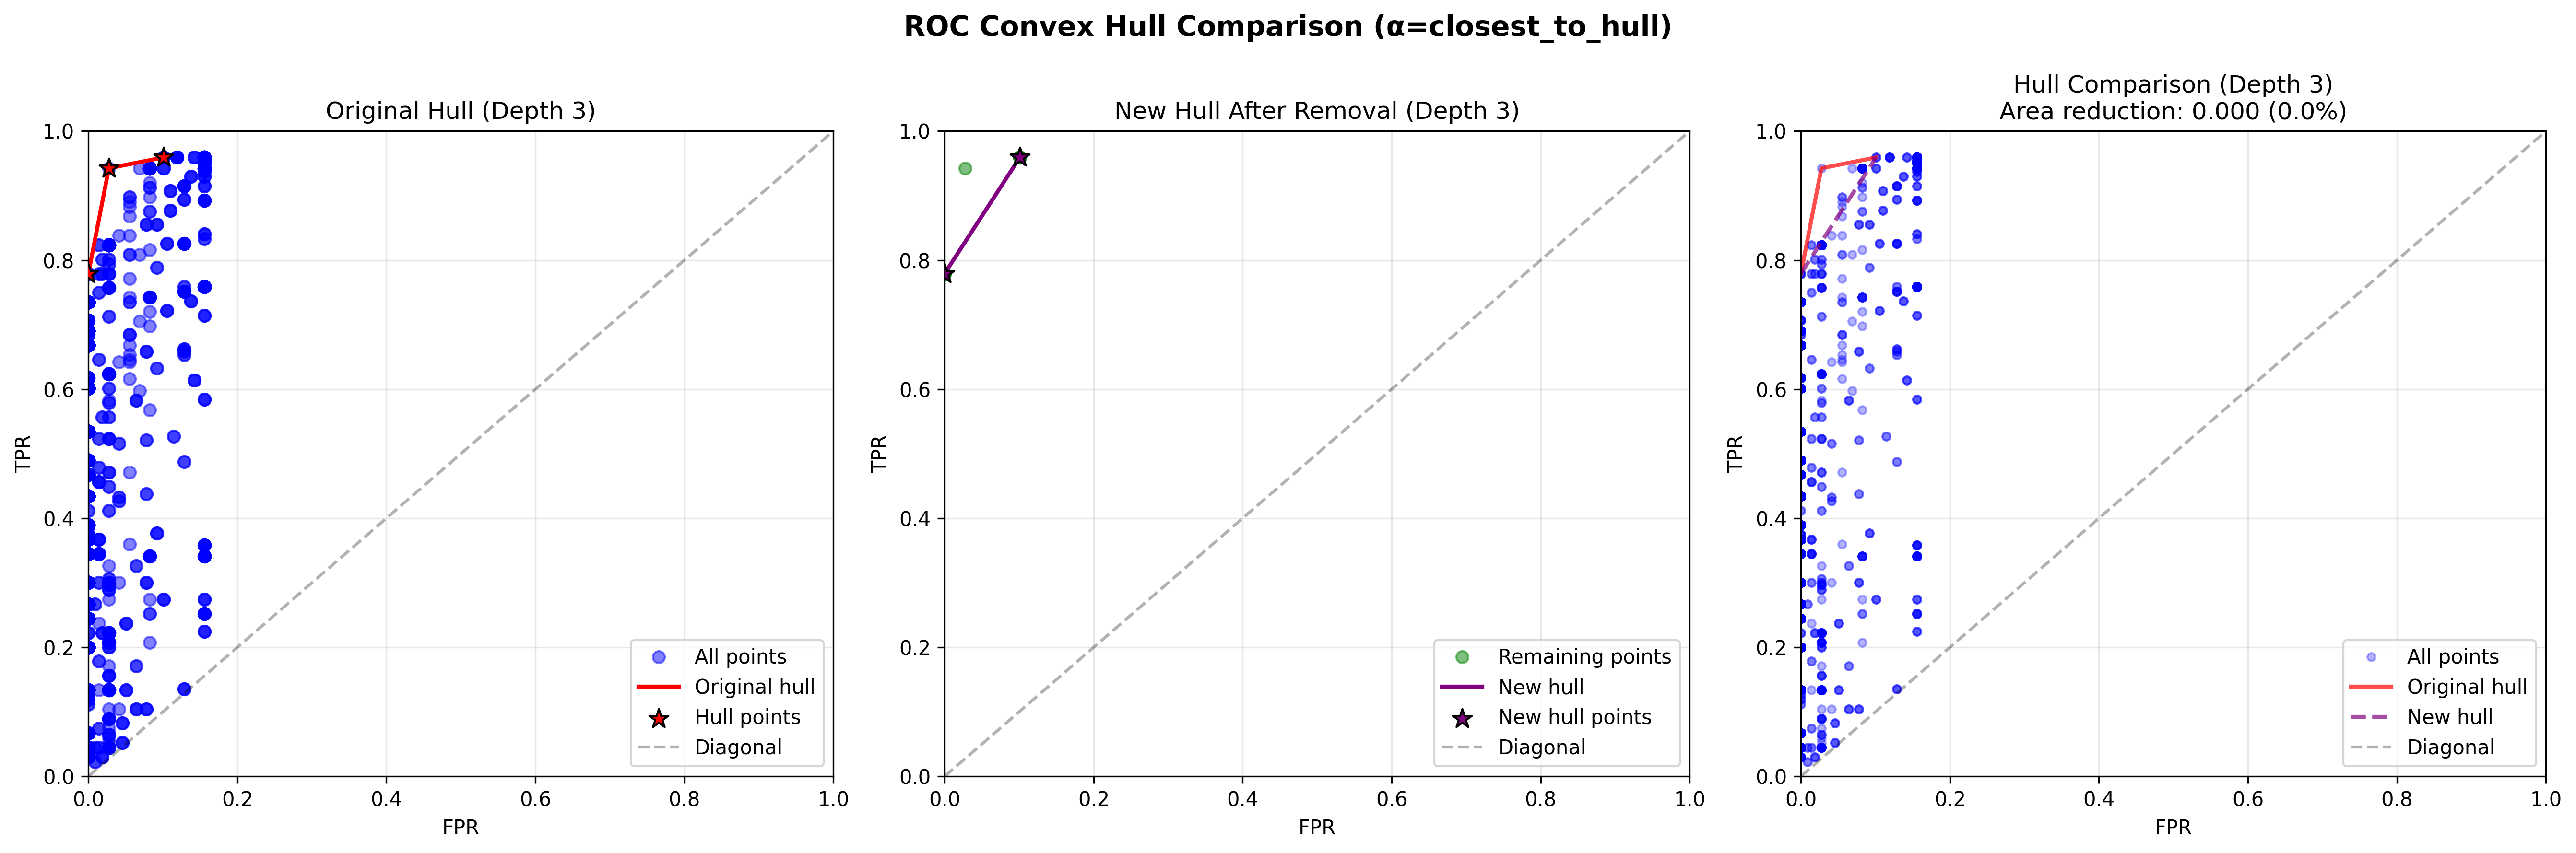 ROC Convex Hull Comparison (α=closest_to_hull)
Original Hull (Depth 3)
1.0
0.8
0.6
0.4
0.2
0.0
TPR
0.0 0.2 0.4 0.6 0.8 1.0
FPR
All points
Original hull
Hull points
Diagonal
New Hull After Removal (Depth 3)
1.0
0.8
0.6
0.4
0.2
0.0
TPR
0.0 0.2 0.4 0.6 0.8 1.0
FPR
Remaining points
New hull
New hull points
Diagonal
Hull Comparison (Depth 3)
Area reduction: 0.000 (0.0%)
1.0
0.8
0.6
0.4
0.2
0.0
TPR
0.0 0.2 0.4 0.6 0.8 1.0
FPR
All points
Original hull
New hull
Diagonal